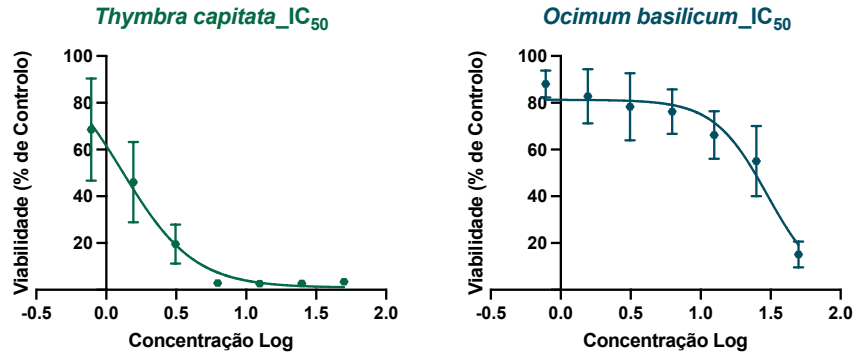 Thymbra capitata_IC50
Viabilidade (% de Controlo)
100
80
60
40
20
-0.5 0.0 0.5 1.0 1.5 2.0
Concentração Log
Ocimum basilicum_IC50
Viabilidade (% de Controlo)
100
80
60
40
20
-0.5 0.0 0.5 1.0 1.5 2.0
Concentração Log